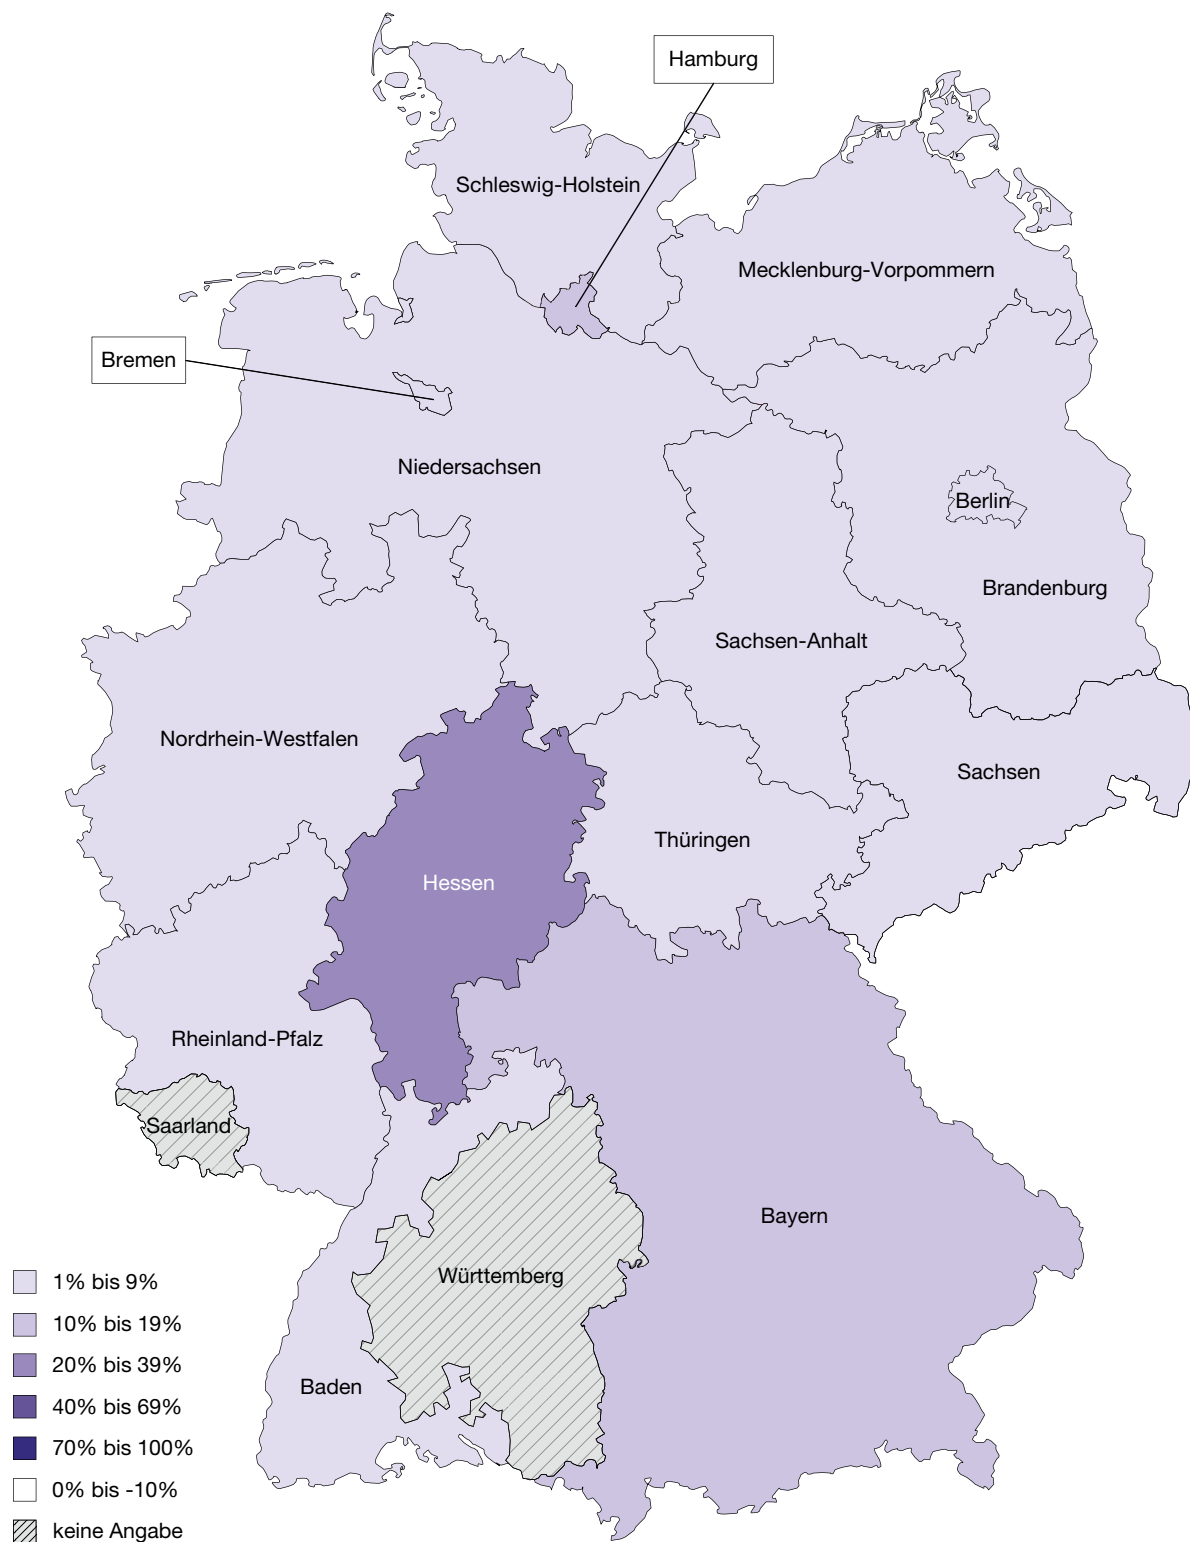 Hamburg
Schleswig-Holstein
Mecklenburg-Vorpommern
Bremen
Niedersachsen
Berlin
Brandenburg
Sachsen-Anhalt
Nordrhein-Westfalen
Sachsen
Thüringen
Hessen
Rheinland-Pfalz
Saarland
Bayern
Württemberg
Baden
1% bis 9%
10% bis 19%
20% bis 39%
40% bis 69%
70% bis 100%
0% bis -10%
keine Angabe